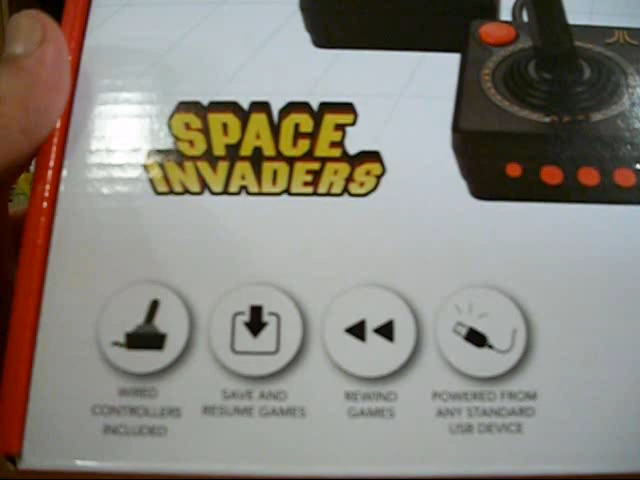 SPACE
INVADERS
WIRED
CONTROLLERS
INCLUDED
SAVE AND
RESUME GAMES
REWIND
GAMES
POWERED FROM
ANY STANDARD
USB DEVICE